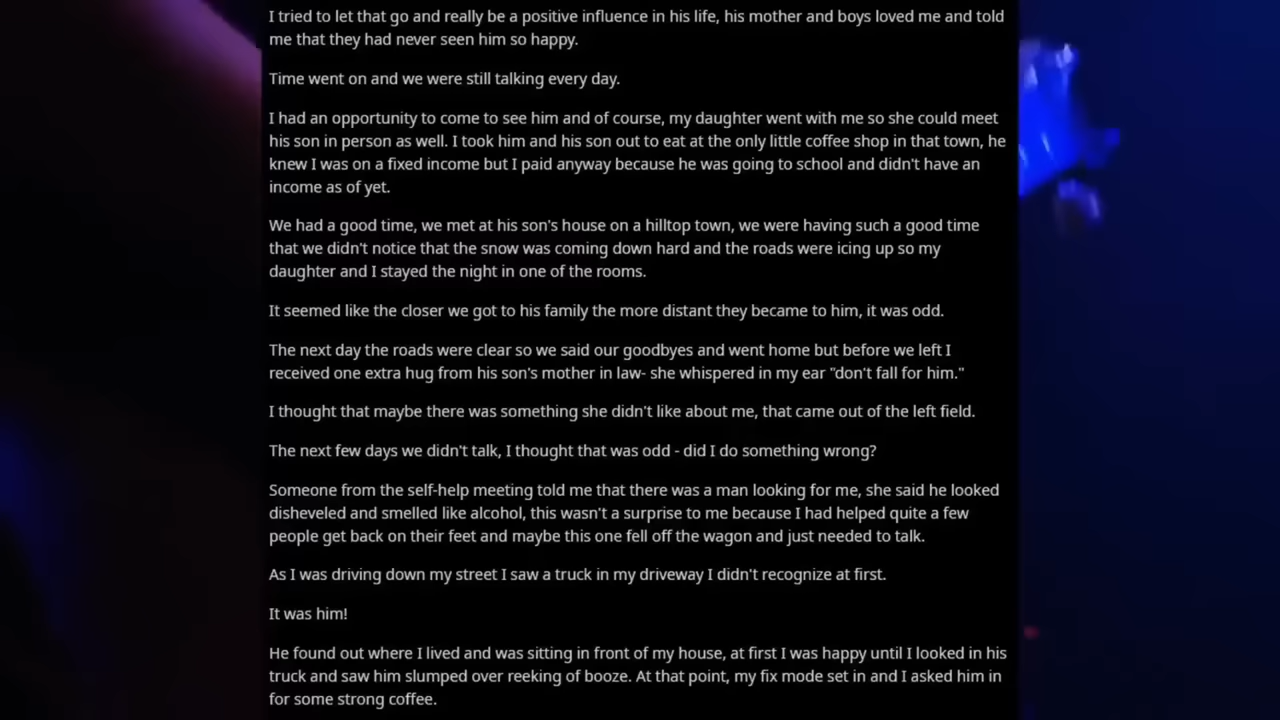 I tried to let that go and really be a positive influence in his life, his mother and boys loved me and told
me that they had never seen him so happy.
Time went on and we were still talking every day.
I had an opportunity to come to see him and of course, my daughter went with me so she could meet
his son in person as well. I took him and his son out to eat at the only little coffee shop in that town, he
knew I was on a fixed income but I paid anyway because he was going to school and didn't have an
income as of yet.
We had a good time, we met at his son's house on a hilltop town, we were having such a good time
that we didn't notice that the snow was coming down hard and the roads were icing up so my
daughter and I stayed the night in one of the rooms.
It seemed like the closer we got to his family the more distant they became to him, it was odd.
The next day the roads were clear so we said our goodbyes and went home but before we left I
received one extra hug from his son's mother in law- she whispered in my ear "don't fall for him."
I thought that maybe there was something she didn't like about me, that came out of the left field.
The next few days we didn't talk, I thought that was odd - did I do something wrong?
Someone from the self-help meeting told me that there was a man looking for me, she said he looked
disheveled and smelled like alcohol, this wasn't a surprise to me because I had helped quite a few
people get back on their feet and maybe this one fell off the wagon and just needed to talk.
As I was driving down my street I saw a truck in my driveway I didn't recognize at first.
It was him!
He found out where I lived and was sitting in front of my house, at first I was happy until I looked in his
truck and saw him slumped over reeking of booze. At that point, my fix mode set in and I asked him in
for some strong coffee.